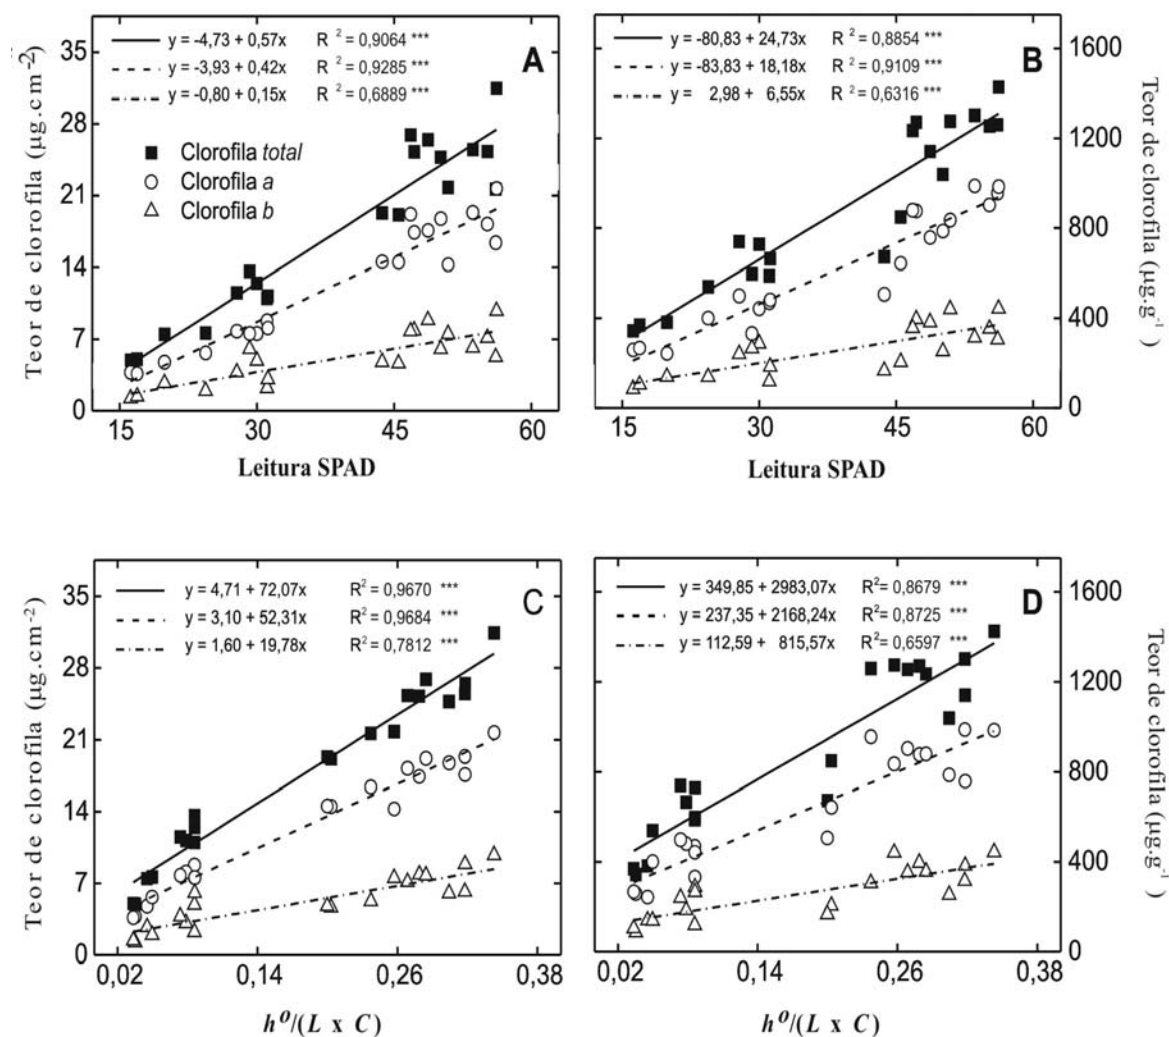 A
y = -4,73 + 0,57x R² = 0,9064 ***
y = -3,93 + 0,42x R² = 0,9285 ***
y = -0,80 + 0,15x R² = 0,6889 ***
Clorofila total
Clorofila a
Clorofila b
Teor de clorofila (µg.cm-2)
35
28
21
14
7
0
15 30 45 60
Leitura SPAD
B
y = -80,83 + 24,73x R² = 0,8854 ***
y = -83,83 + 18,18x R² = 0,9109 ***
y = 2,98 + 6,55x R² = 0,6316 ***
1600
1200
800
400
0
Teor de clorofila (µg.g-1)
15 30 45 60
Leitura SPAD
C
y = 4,71 + 72,07x R² = 0,9670 ***
y = 3,10 + 52,31x R² = 0,9684 ***
y = 1,60 + 19,78x R² = 0,7812 ***
Teor de clorofila (µg.cm-2)
35
28
21
14
7
0
0,02 0,14 0,26 0,38
hº/(L x C)
D
y = 349,85 + 2983,07x R²= 0,8679 ***
y = 237,35 + 2168,24x R²= 0,8725 ***
y = 112,59 + 815,57x R²= 0,6597 ***
1600
1200
800
400
0
Teor de clorofila (µg.g-1)
0,02 0,14 0,26 0,38
hº/(L x C)